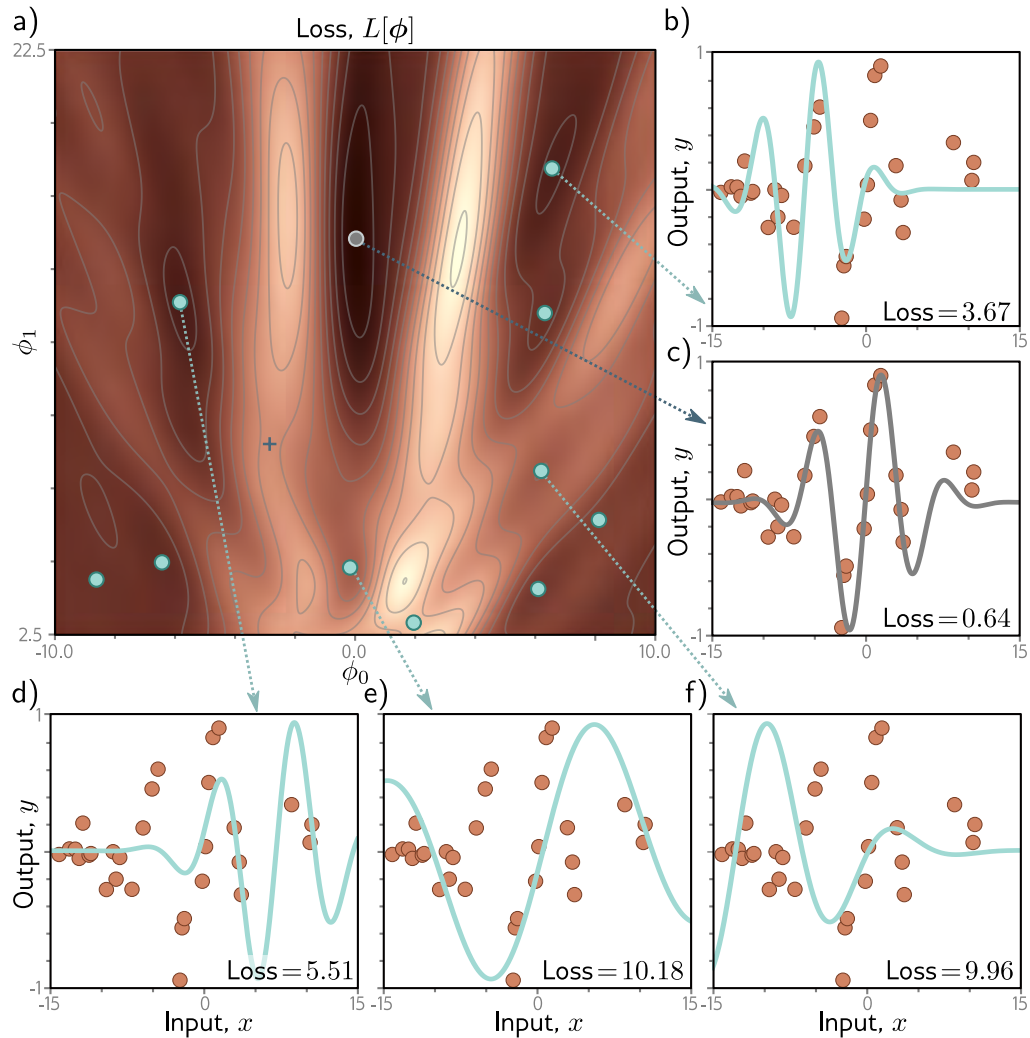 a)
Loss, L[ϕ]
22.5
ϕ₁
2.5
-10.0
0.0
10.0
ϕ₀
b)
1
Output, y
-1
-15
0
15
Loss = 3.67
c)
1
Output, y
-1
-15
0
15
Loss = 0.64
d)
1
Output, y
-1
-15
0
15
Input, x
Loss = 5.51
e)
-15
0
15
Input, x
Loss = 10.18
f)
-15
0
15
Input, x
Loss = 9.96